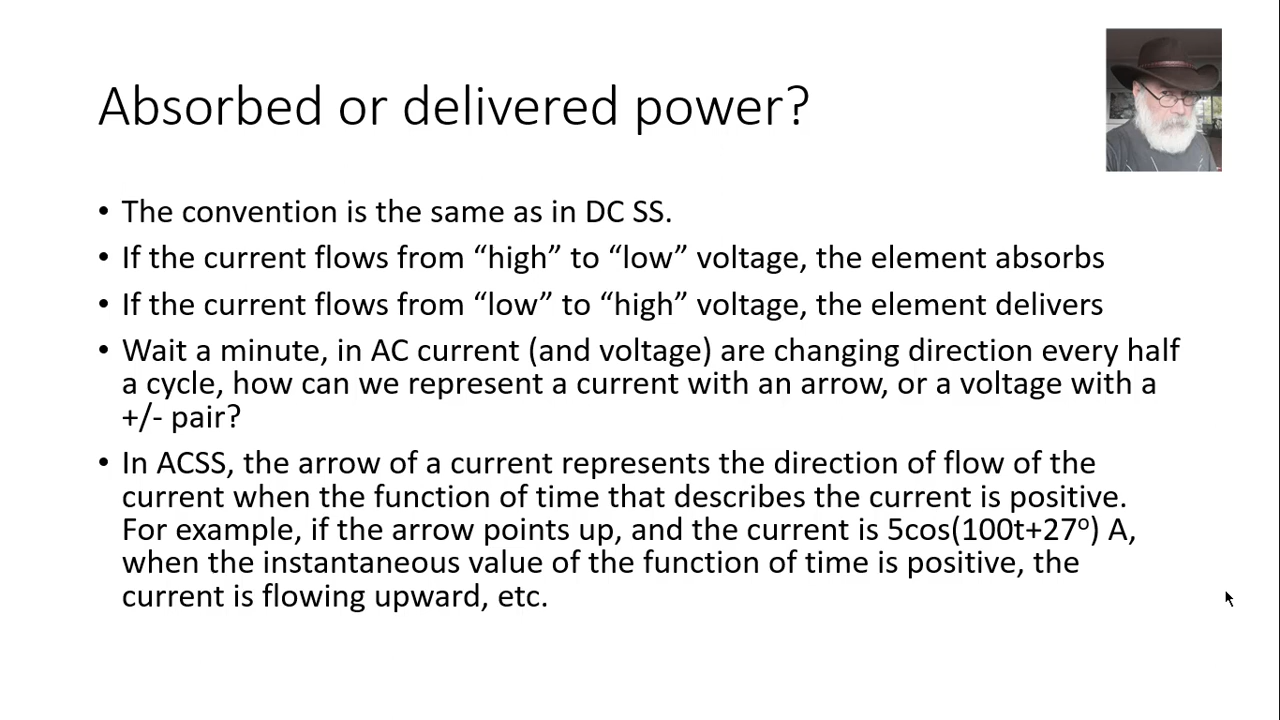 Absorbed or delivered power?
• The convention is the same as in DC SS.
• If the current flows from “high” to “low” voltage, the element absorbs
• If the current flows from “low” to “high” voltage, the element delivers
• Wait a minute, in AC current (and voltage) are changing direction every half
a cycle, how can we represent a current with an arrow, or a voltage with a
+/- pair?
• In ACSS, the arrow of a current represents the direction of flow of the
current when the function of time that describes the current is positive.
For example, if the arrow points up, and the current is 5cos(100t+27º) A,
when the instantaneous value of the function of time is positive, the
current is flowing upward, etc.